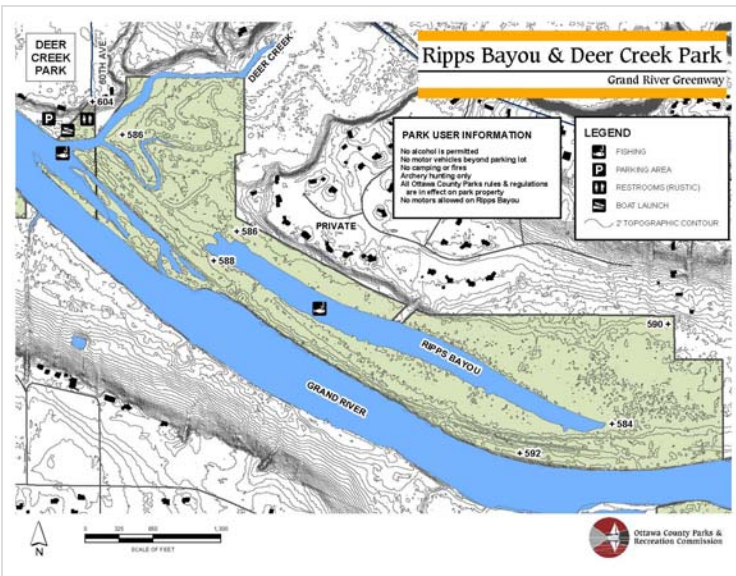 DEER
CREEK
PARK
60TH AVE
DEER CREEK
Ripps Bayou & Deer Creek Park
Grand River Greenway
+ 604
P
+ 586
PARK USER INFORMATION
No alcohol is permitted
No motor vehicles beyond parking lot
No camping or fires
Archery hunting only
All Ottawa County Parks rules & regulations
are in effect on park property
No motors allowed on Ripps Bayou
LEGEND
FISHING
P PARKING AREA
RESTROOMS (RUSTIC)
BOAT LAUNCH
2' TOPOGRAPHIC CONTOUR
PRIVATE
+ 586
+ 588
590 +
RIPPS BAYOU
GRAND RIVER
+ 584
+ 592
N
0 325 650 1,300
SCALE OF FEET
Ottawa County Parks &
Recreation Commission